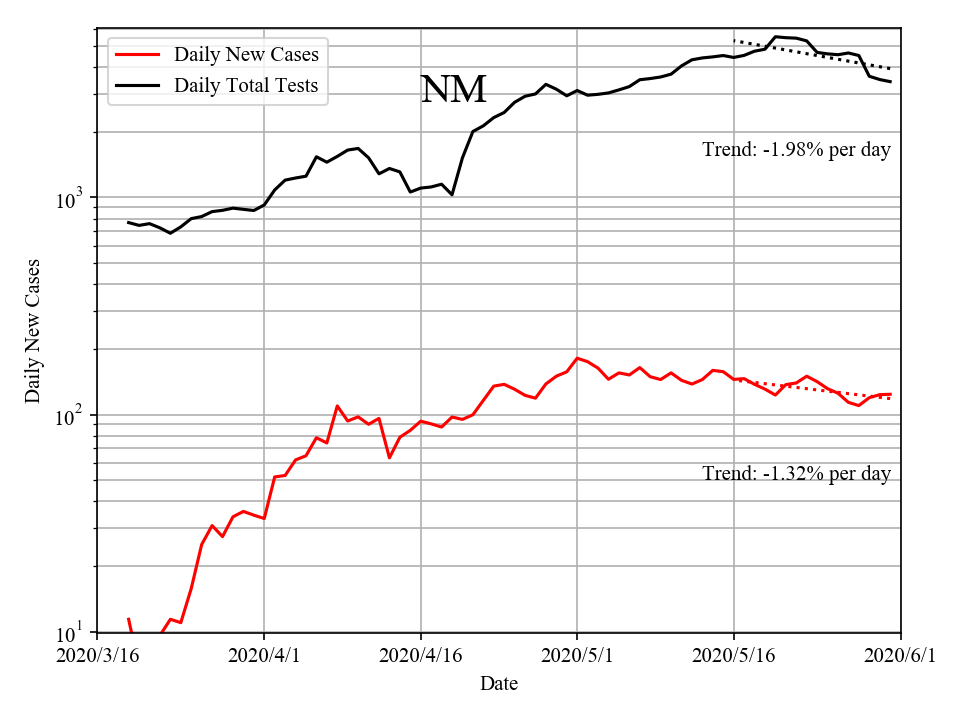 Daily New Cases
Daily Total Tests
NM
Trend: -1.98% per day
10³
Daily New Cases
10²
Trend: -1.32% per day
10¹
2020/3/16 2020/4/1 2020/4/16 2020/5/1 2020/5/16 2020/6/1
Date